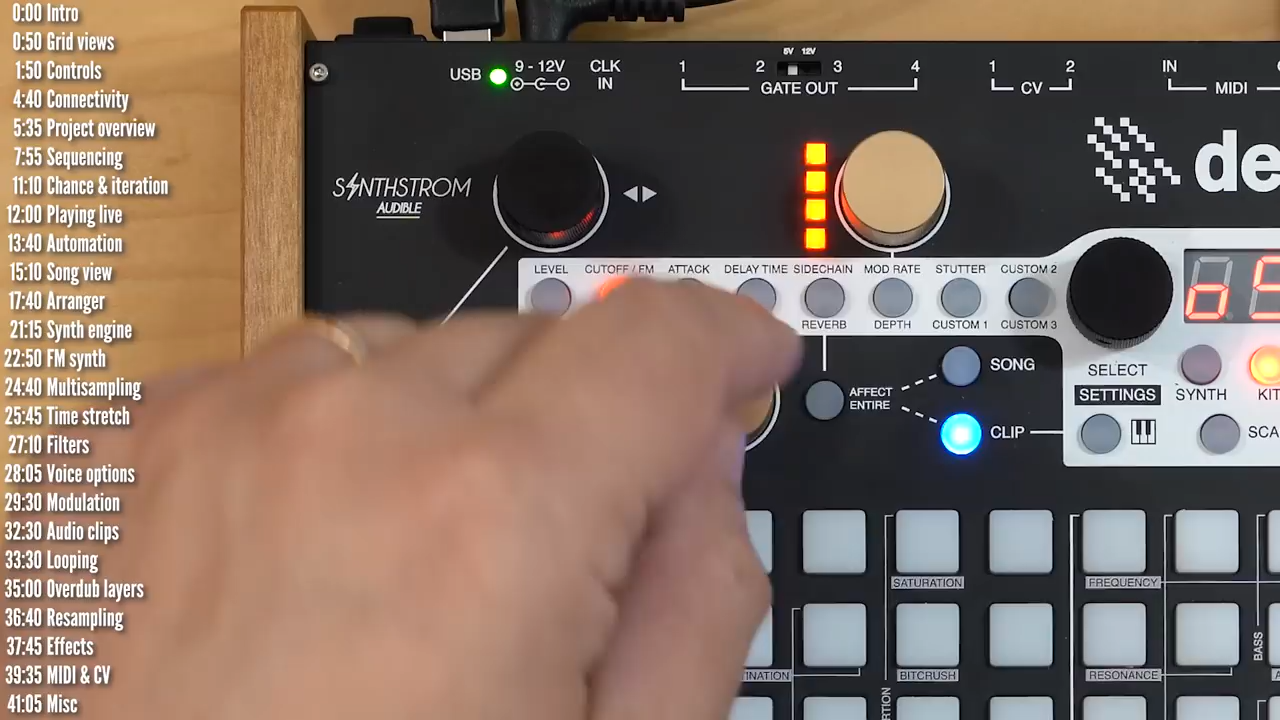 0:00 Intro
0:50 Grid views
1:50 Controls
4:40 Connectivity
5:35 Project overview
7:55 Sequencing
11:10 Chance & iteration
12:00 Playing live
13:40 Automation
15:10 Song view
17:40 Arranger
21:15 Synth engine
22:50 FM synth
24:40 Multisampling
25:45 Time stretch
27:10 Filters
28:05 Voice options
29:30 Modulation
32:30 Audio clips
33:30 Looping
35:00 Overdub layers
36:40 Resampling
37:45 Effects
39:35 MIDI & CV
41:05 Misc
USB
9 - 12V
CLK IN
5V 12V
1 2 3 4
GATE OUT
1 2
CV
IN
MIDI
SYNTHSTROM
AUDIBLE
de
LEVEL CUTOFF / FM ATTACK DELAY TIME SIDECHAIN MOD RATE STUTTER CUSTOM 2
REVERB DEPTH CUSTOM 1 CUSTOM 3
AFFECT ENTIRE
SONG
CLIP
SELECT
SETTINGS
SYNTH
KIT
SCA
SATURATION
FREQUENCY
BITCRUSH
RESONANCE
BASS